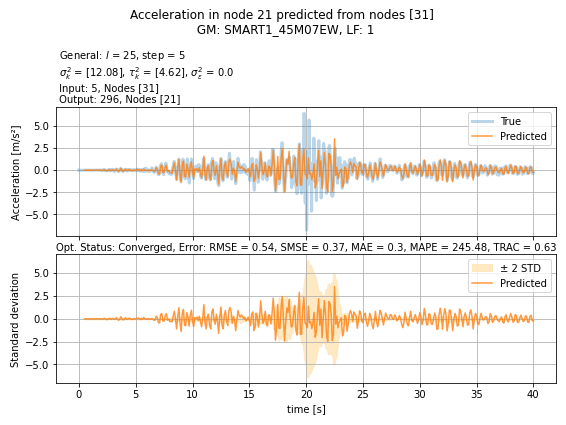 Acceleration in node 21 predicted from nodes [31]
GM: SMART1_45M07EW, LF: 1
General: l = 25, step = 5
σ²ₖ = [12.08], τ²ₖ = [4.62], σ²ε = 0.0
Input: 5, Nodes [31]
Output: 296, Nodes [21]
Acceleration [m/s²]
5.0
2.5
0.0
−2.5
−5.0
True
Predicted
Opt. Status: Converged, Error: RMSE = 0.54, SMSE = 0.37, MAE = 0.3, MAPE = 245.48, TRAC = 0.63
Standard deviation
5.0
2.5
0.0
−2.5
−5.0
± 2 STD
Predicted
0 5 10 15 20 25 30 35 40
time [s]